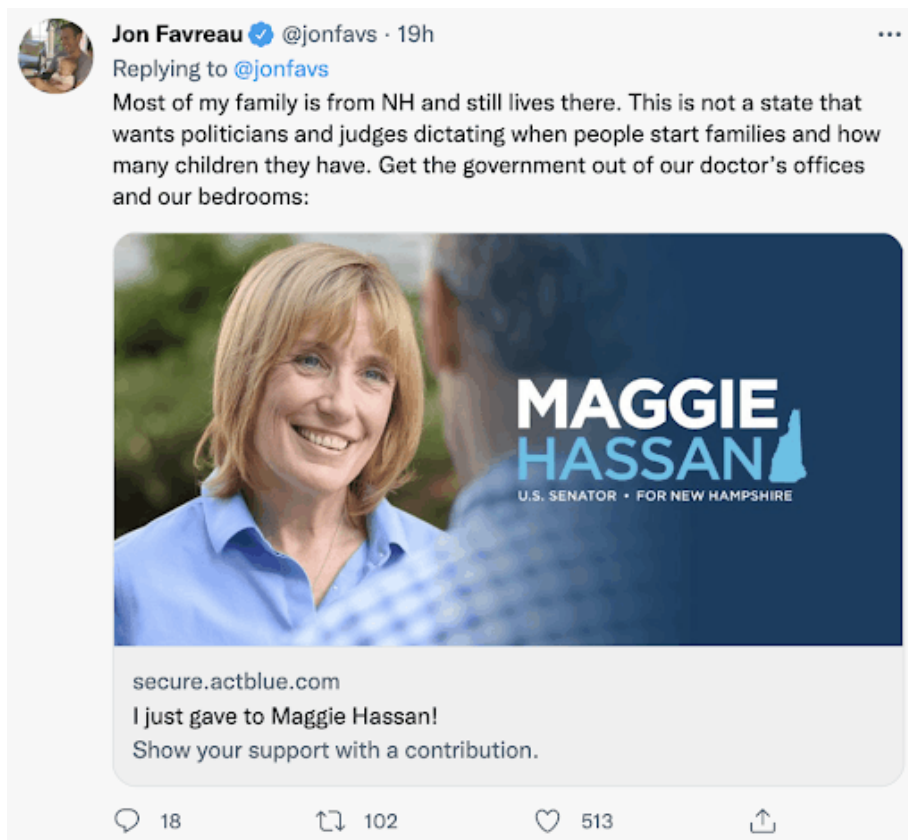 Jon Favreau @jonfavs · 19h
Replying to @jonfavs
Most of my family is from NH and still lives there. This is not a state that
wants politicians and judges dictating when people start families and how
many children they have. Get the government out of our doctor's offices
and our bedrooms:
MAGGIE
HASSAN
U.S. SENATOR • FOR NEW HAMPSHIRE
secure.actblue.com
I just gave to Maggie Hassan!
Show your support with a contribution.
18 102 513